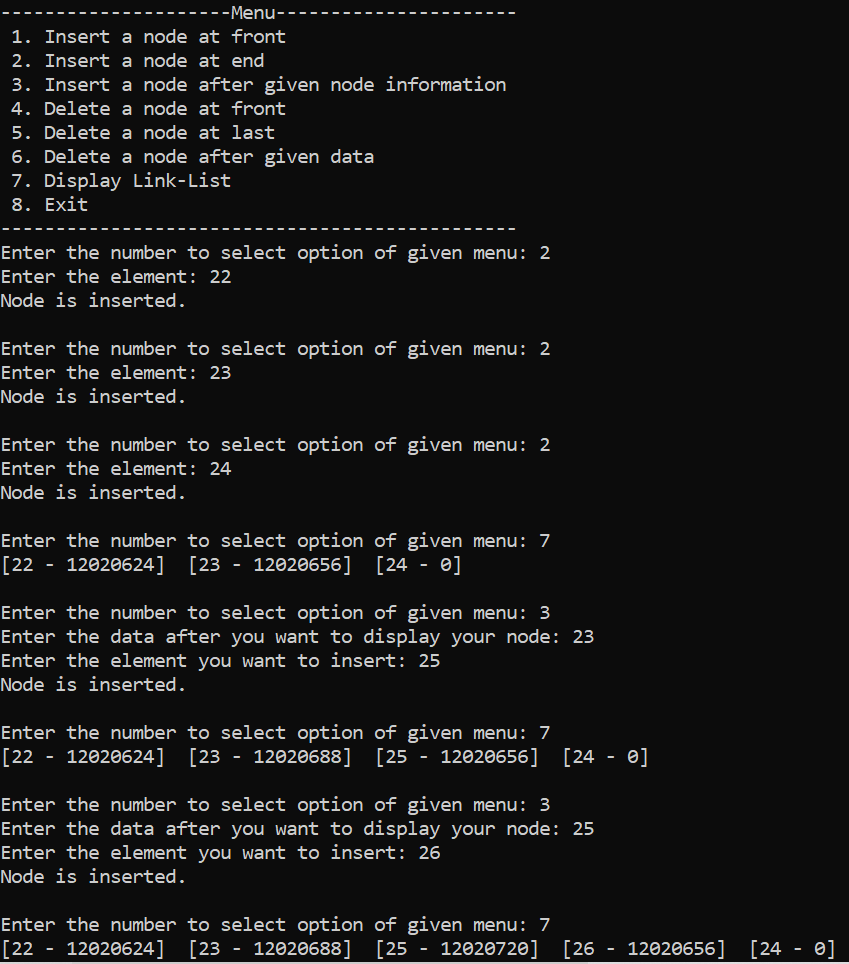 ---------------------Menu----------------------
1. Insert a node at front
2. Insert a node at end
3. Insert a node after given node information
4. Delete a node at front
5. Delete a node at last
6. Delete a node after given data
7. Display Link-List
8. Exit
-----------------------------------------------
Enter the number to select option of given menu: 2
Enter the element: 22
Node is inserted.
Enter the number to select option of given menu: 2
Enter the element: 23
Node is inserted.
Enter the number to select option of given menu: 2
Enter the element: 24
Node is inserted.
Enter the number to select option of given menu: 7
[22 - 12020624]  [23 - 12020656]  [24 - 0]
Enter the number to select option of given menu: 3
Enter the data after you want to display your node: 23
Enter the element you want to insert: 25
Node is inserted.
Enter the number to select option of given menu: 7
[22 - 12020624]  [23 - 12020688]  [25 - 12020656]  [24 - 0]
Enter the number to select option of given menu: 3
Enter the data after you want to display your node: 25
Enter the element you want to insert: 26
Node is inserted.
Enter the number to select option of given menu: 7
[22 - 12020624]  [23 - 12020688]  [25 - 12020720]  [26 - 12020656]  [24 - 0]